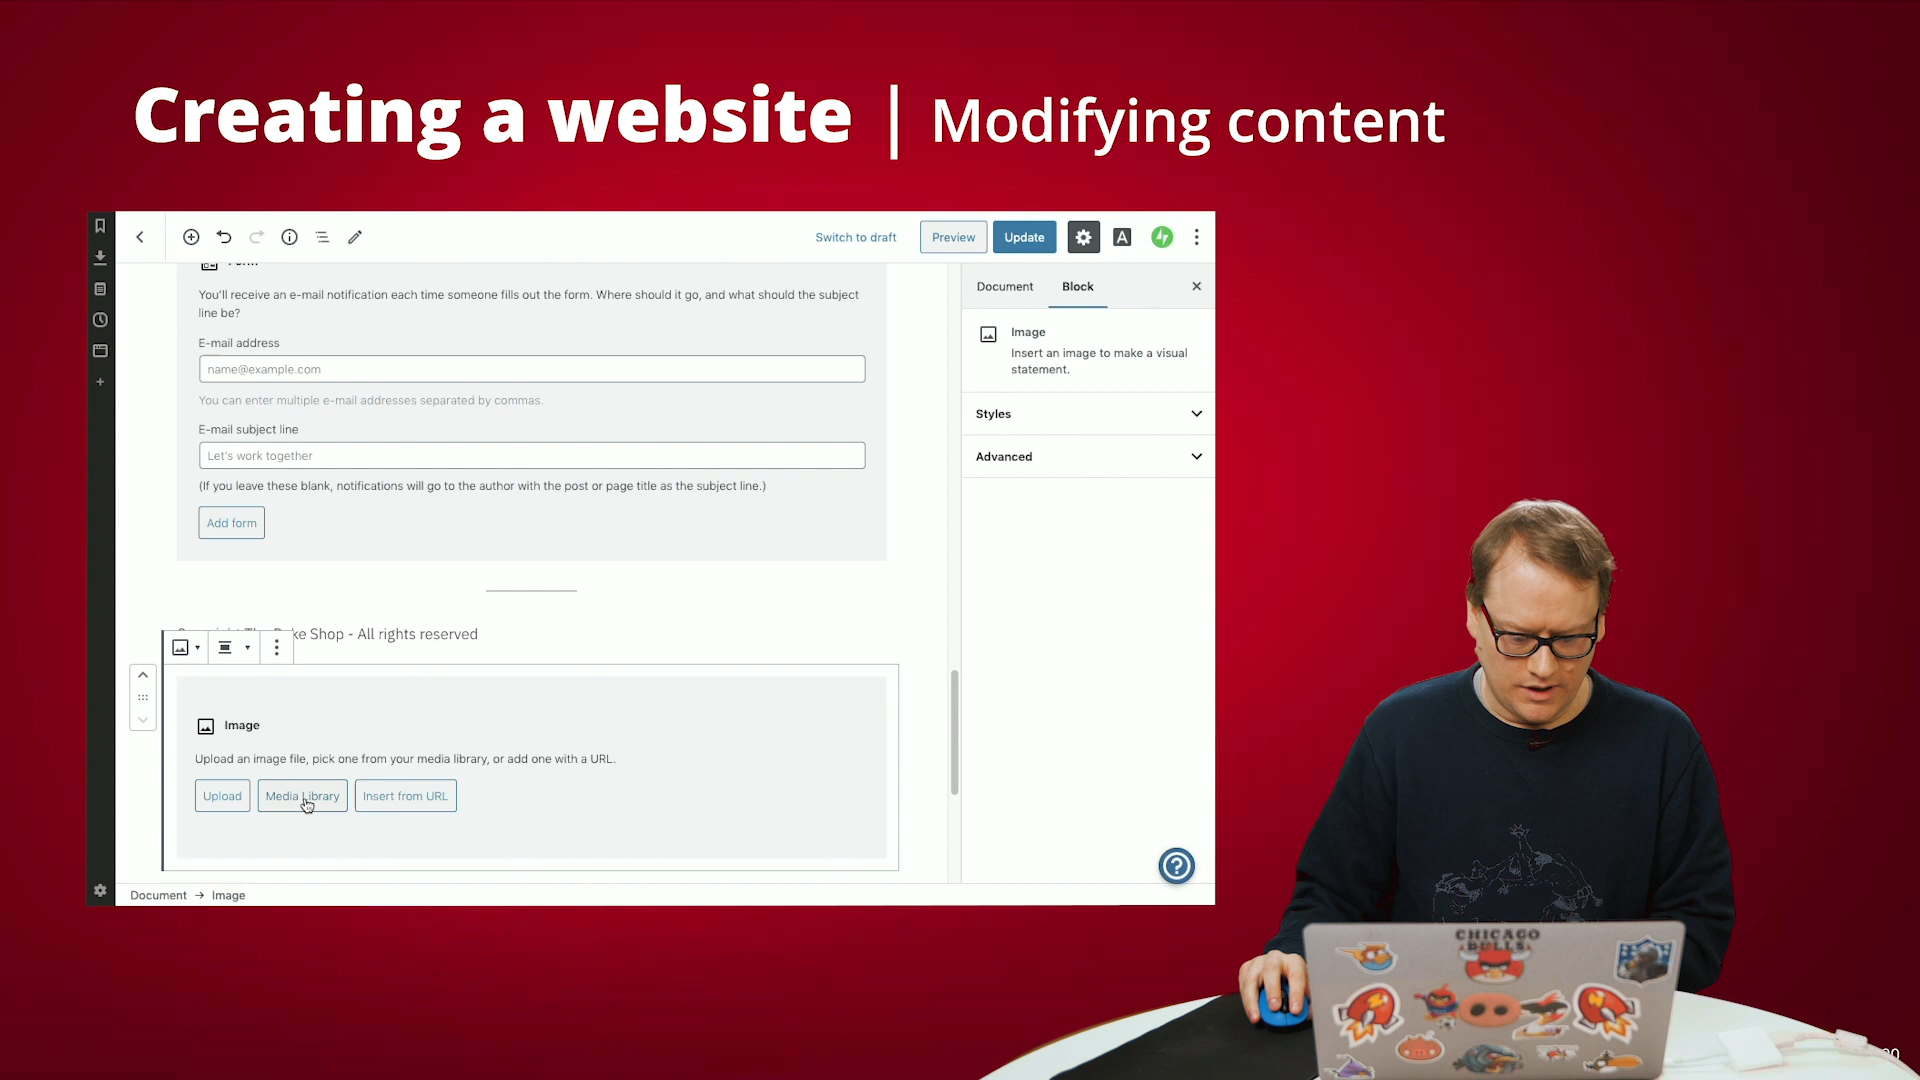 Creating a website | Modifying content
Switch to draft
Preview
Update
A
Document
Block
You'll receive an e-mail notification each time someone fills out the form. Where should it go, and what should the subject
line be?
E-mail address
name@example.com
You can enter multiple e-mail addresses separated by commas.
E-mail subject line
Let's work together
(If you leave these blank, notifications will go to the author with the post or page title as the subject line.)
Add form
Image
Insert an image to make a visual
statement.
Styles
Advanced
Shop - All rights reserved
Image
Upload an image file, pick one from your media library, or add one with a URL.
Upload
Media Library
Insert from URL
Document → Image
CHICAGO
BULLS